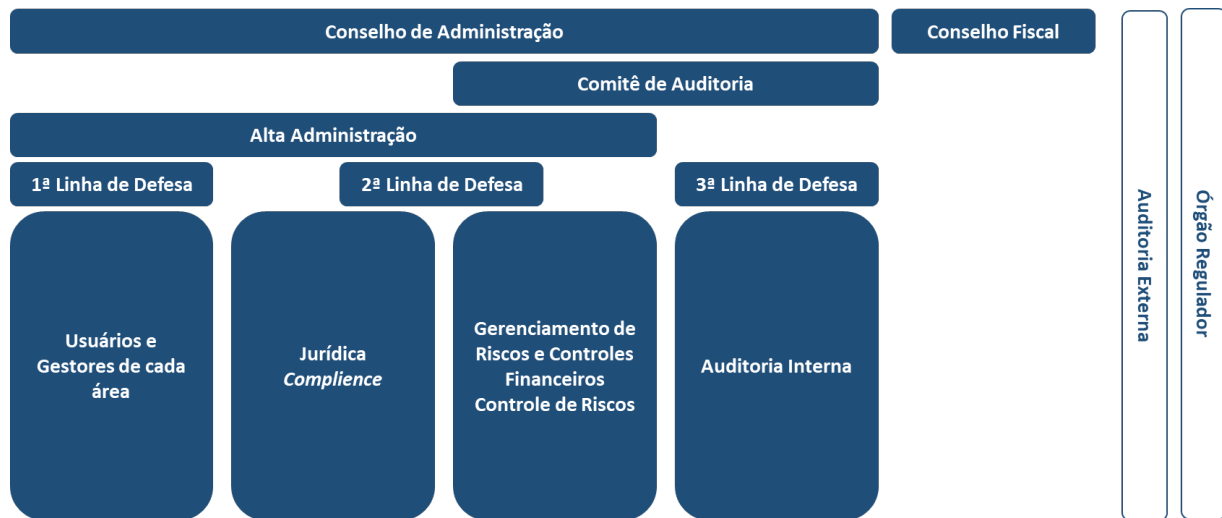 Conselho de Administração
Conselho Fiscal
Comitê de Auditoria
Alta Administração
1ª Linha de Defesa
2ª Linha de Defesa
3ª Linha de Defesa
Usuários e
Gestores de cada
área
Jurídica
Complience
Gerenciamento de
Riscos e Controles
Financeiros
Controle de Riscos
Auditoria Interna
Auditoria Externa
Órgão Regulador